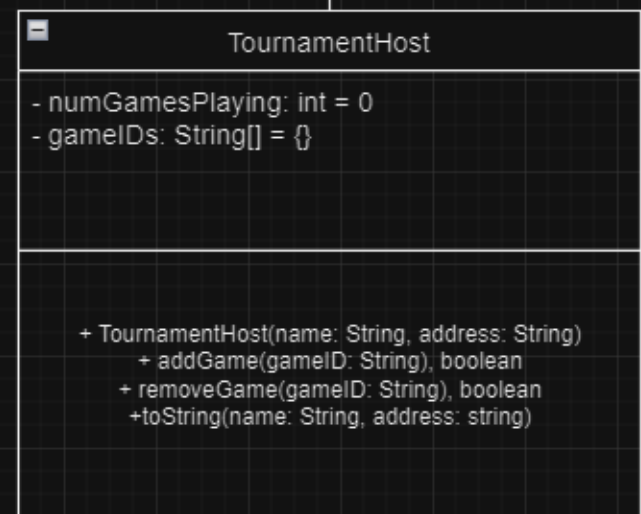 TournamentHost
- numGamesPlaying: int = 0
- gameIDs: String[] = {}
+ TournamentHost(name: String, address: String)
+ addGame(gameID: String), boolean
+ removeGame(gameID: String), boolean
+toString(name: String, address: string)